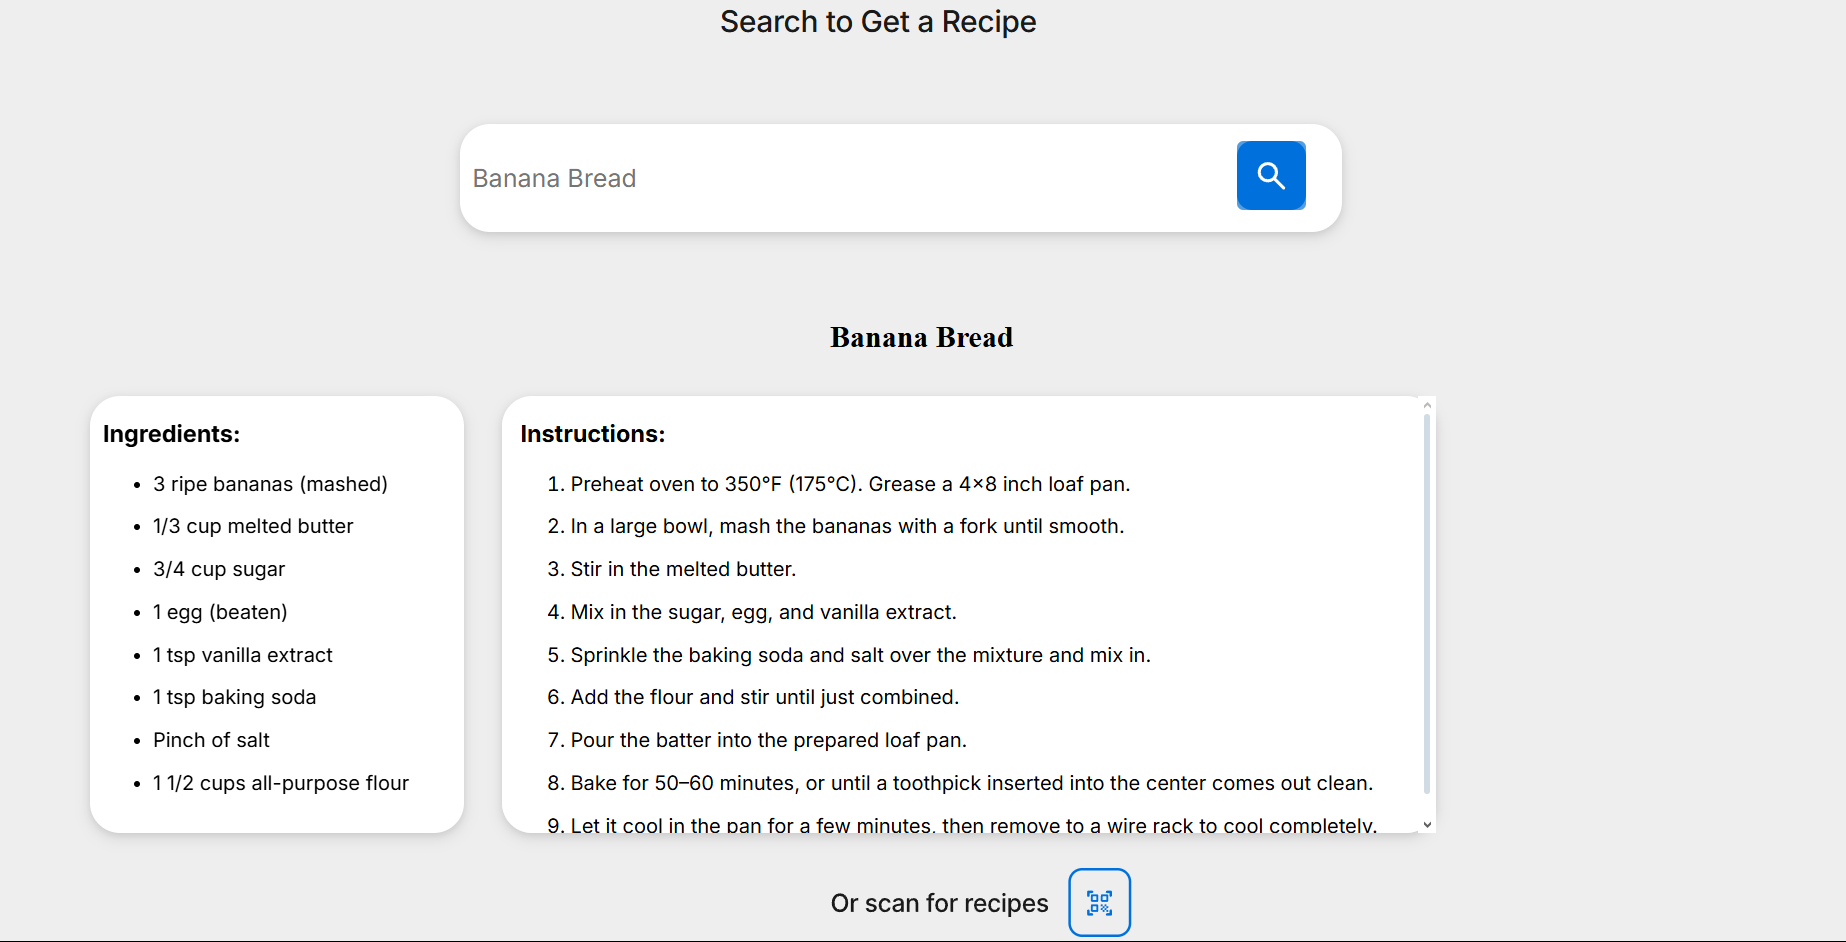 Search to Get a Recipe
Banana Bread
Banana Bread
Ingredients:
• 3 ripe bananas (mashed)
• 1/3 cup melted butter
• 3/4 cup sugar
• 1 egg (beaten)
• 1 tsp vanilla extract
• 1 tsp baking soda
• Pinch of salt
• 1 1/2 cups all-purpose flour
Instructions:
1. Preheat oven to 350°F (175°C). Grease a 4×8 inch loaf pan.
2. In a large bowl, mash the bananas with a fork until smooth.
3. Stir in the melted butter.
4. Mix in the sugar, egg, and vanilla extract.
5. Sprinkle the baking soda and salt over the mixture and mix in.
6. Add the flour and stir until just combined.
7. Pour the batter into the prepared loaf pan.
8. Bake for 50–60 minutes, or until a toothpick inserted into the center comes out clean.
9. Let it cool in the pan for a few minutes, then remove to a wire rack to cool completely.
Or scan for recipes